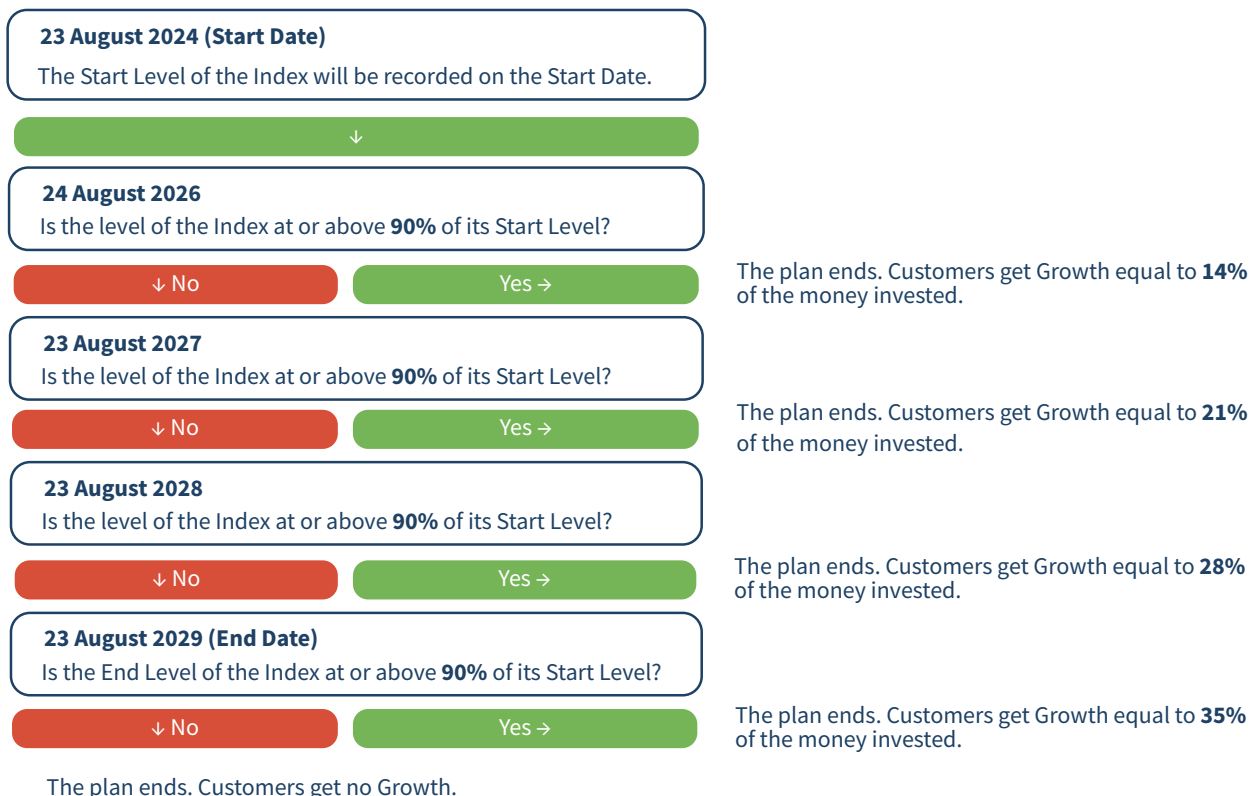 23 August 2024 (Start Date)
The Start Level of the Index will be recorded on the Start Date.
↓
24 August 2026
Is the level of the Index at or above 90% of its Start Level?
↓ No
Yes →
The plan ends. Customers get Growth equal to 14%
of the money invested.
23 August 2027
Is the level of the Index at or above 90% of its Start Level?
↓ No
Yes →
The plan ends. Customers get Growth equal to 21%
of the money invested.
23 August 2028
Is the level of the Index at or above 90% of its Start Level?
↓ No
Yes →
The plan ends. Customers get Growth equal to 28%
of the money invested.
23 August 2029 (End Date)
Is the End Level of the Index at or above 90% of its Start Level?
↓ No
Yes →
The plan ends. Customers get Growth equal to 35%
of the money invested.
The plan ends. Customers get no Growth.